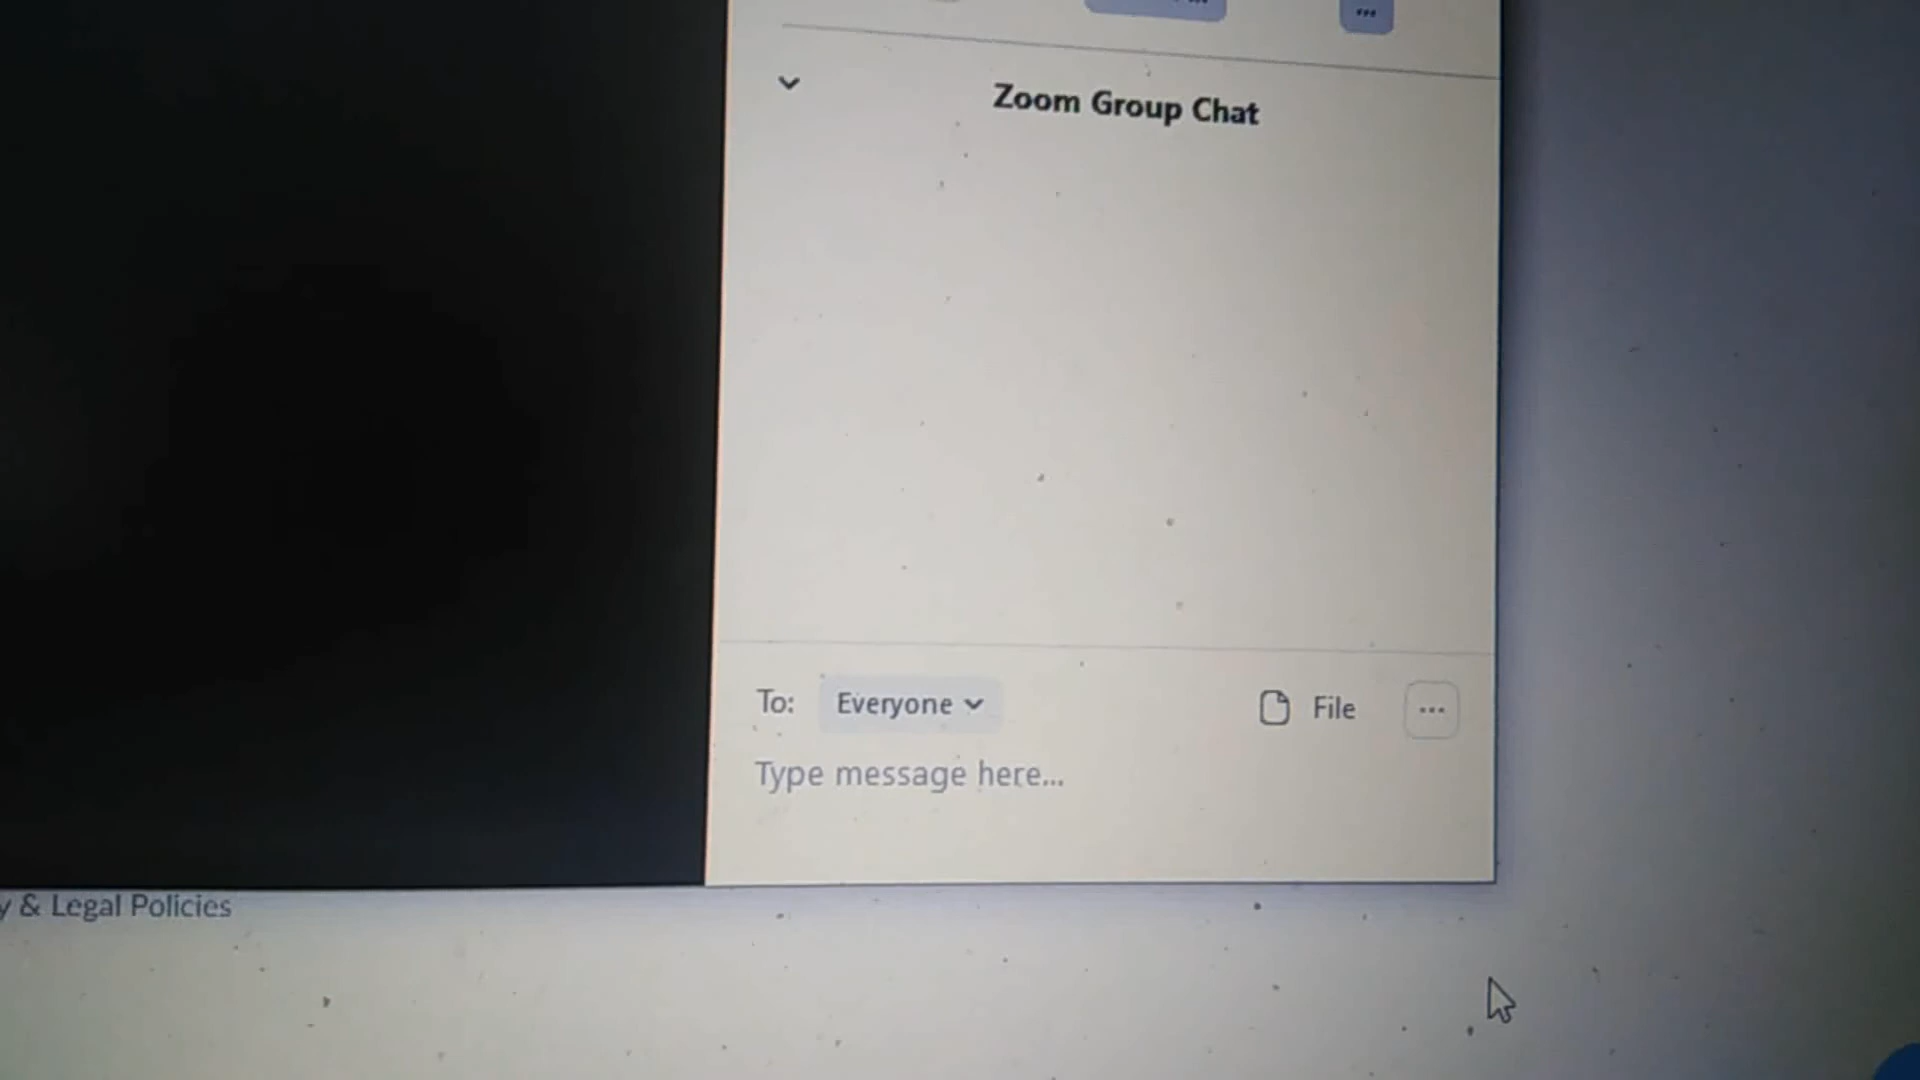 Zoom Group Chat
To: Everyone File
Type message here...
& Legal Policies